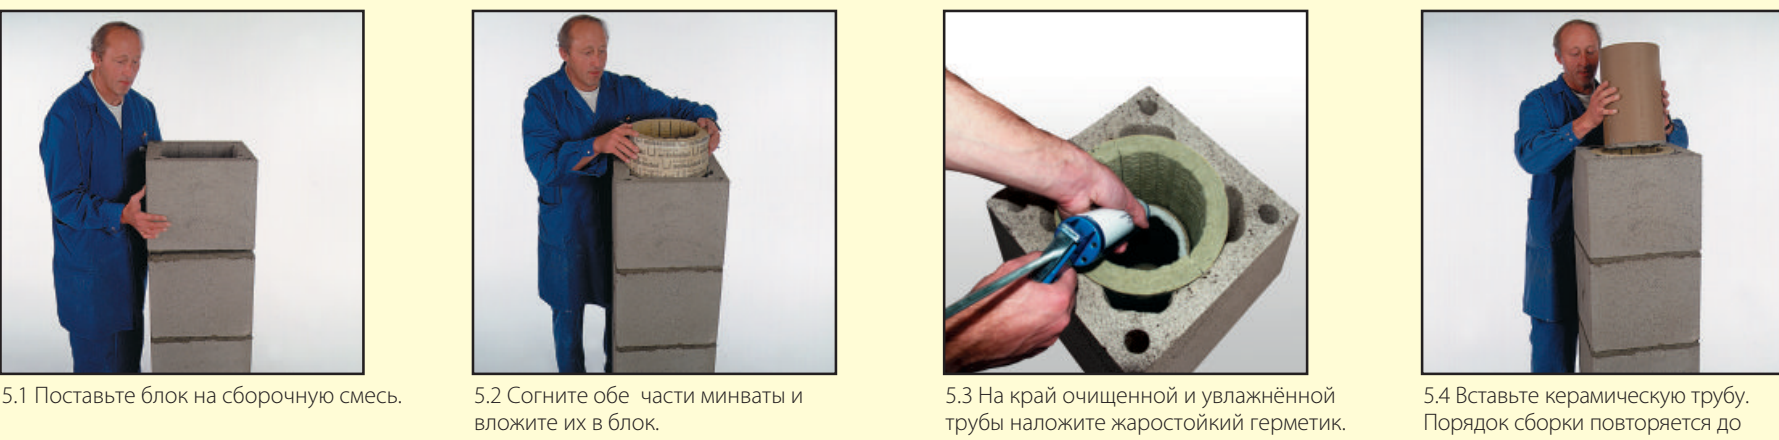 5.1 Поставьте блок на сборочную смесь.
5.2 Согните обе  части минваты и
вложите их в блок.
5.3 На край очищенной и увлажнённой
трубы наложите жаростойкий герметик.
5.4 Вставьте керамическую трубу.
Порядок сборки повторяется до